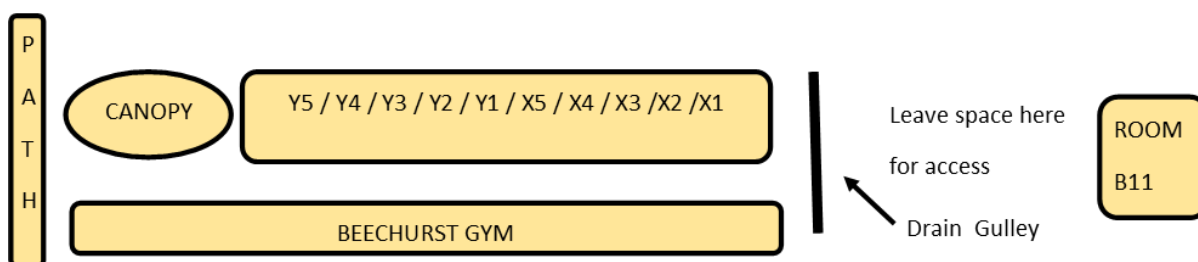 P
A
T
H
CANOPY
Y5 / Y4 / Y3 / Y2 / Y1 / X5 / X4 / X3 /X2 /X1
BEECHURST GYM
Leave space here
for access
Drain  Gulley
ROOM
B11